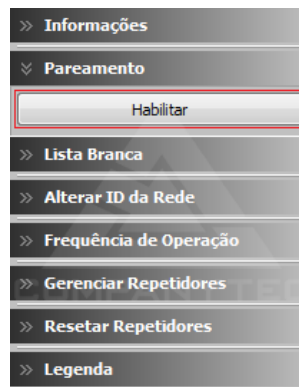 » Informações
» Pareamento
Habilitar
» Lista Branca
» Alterar ID da Rede
» Frequência de Operação
» Gerenciar Repetidores
» Resetar Repetidores
» Legenda